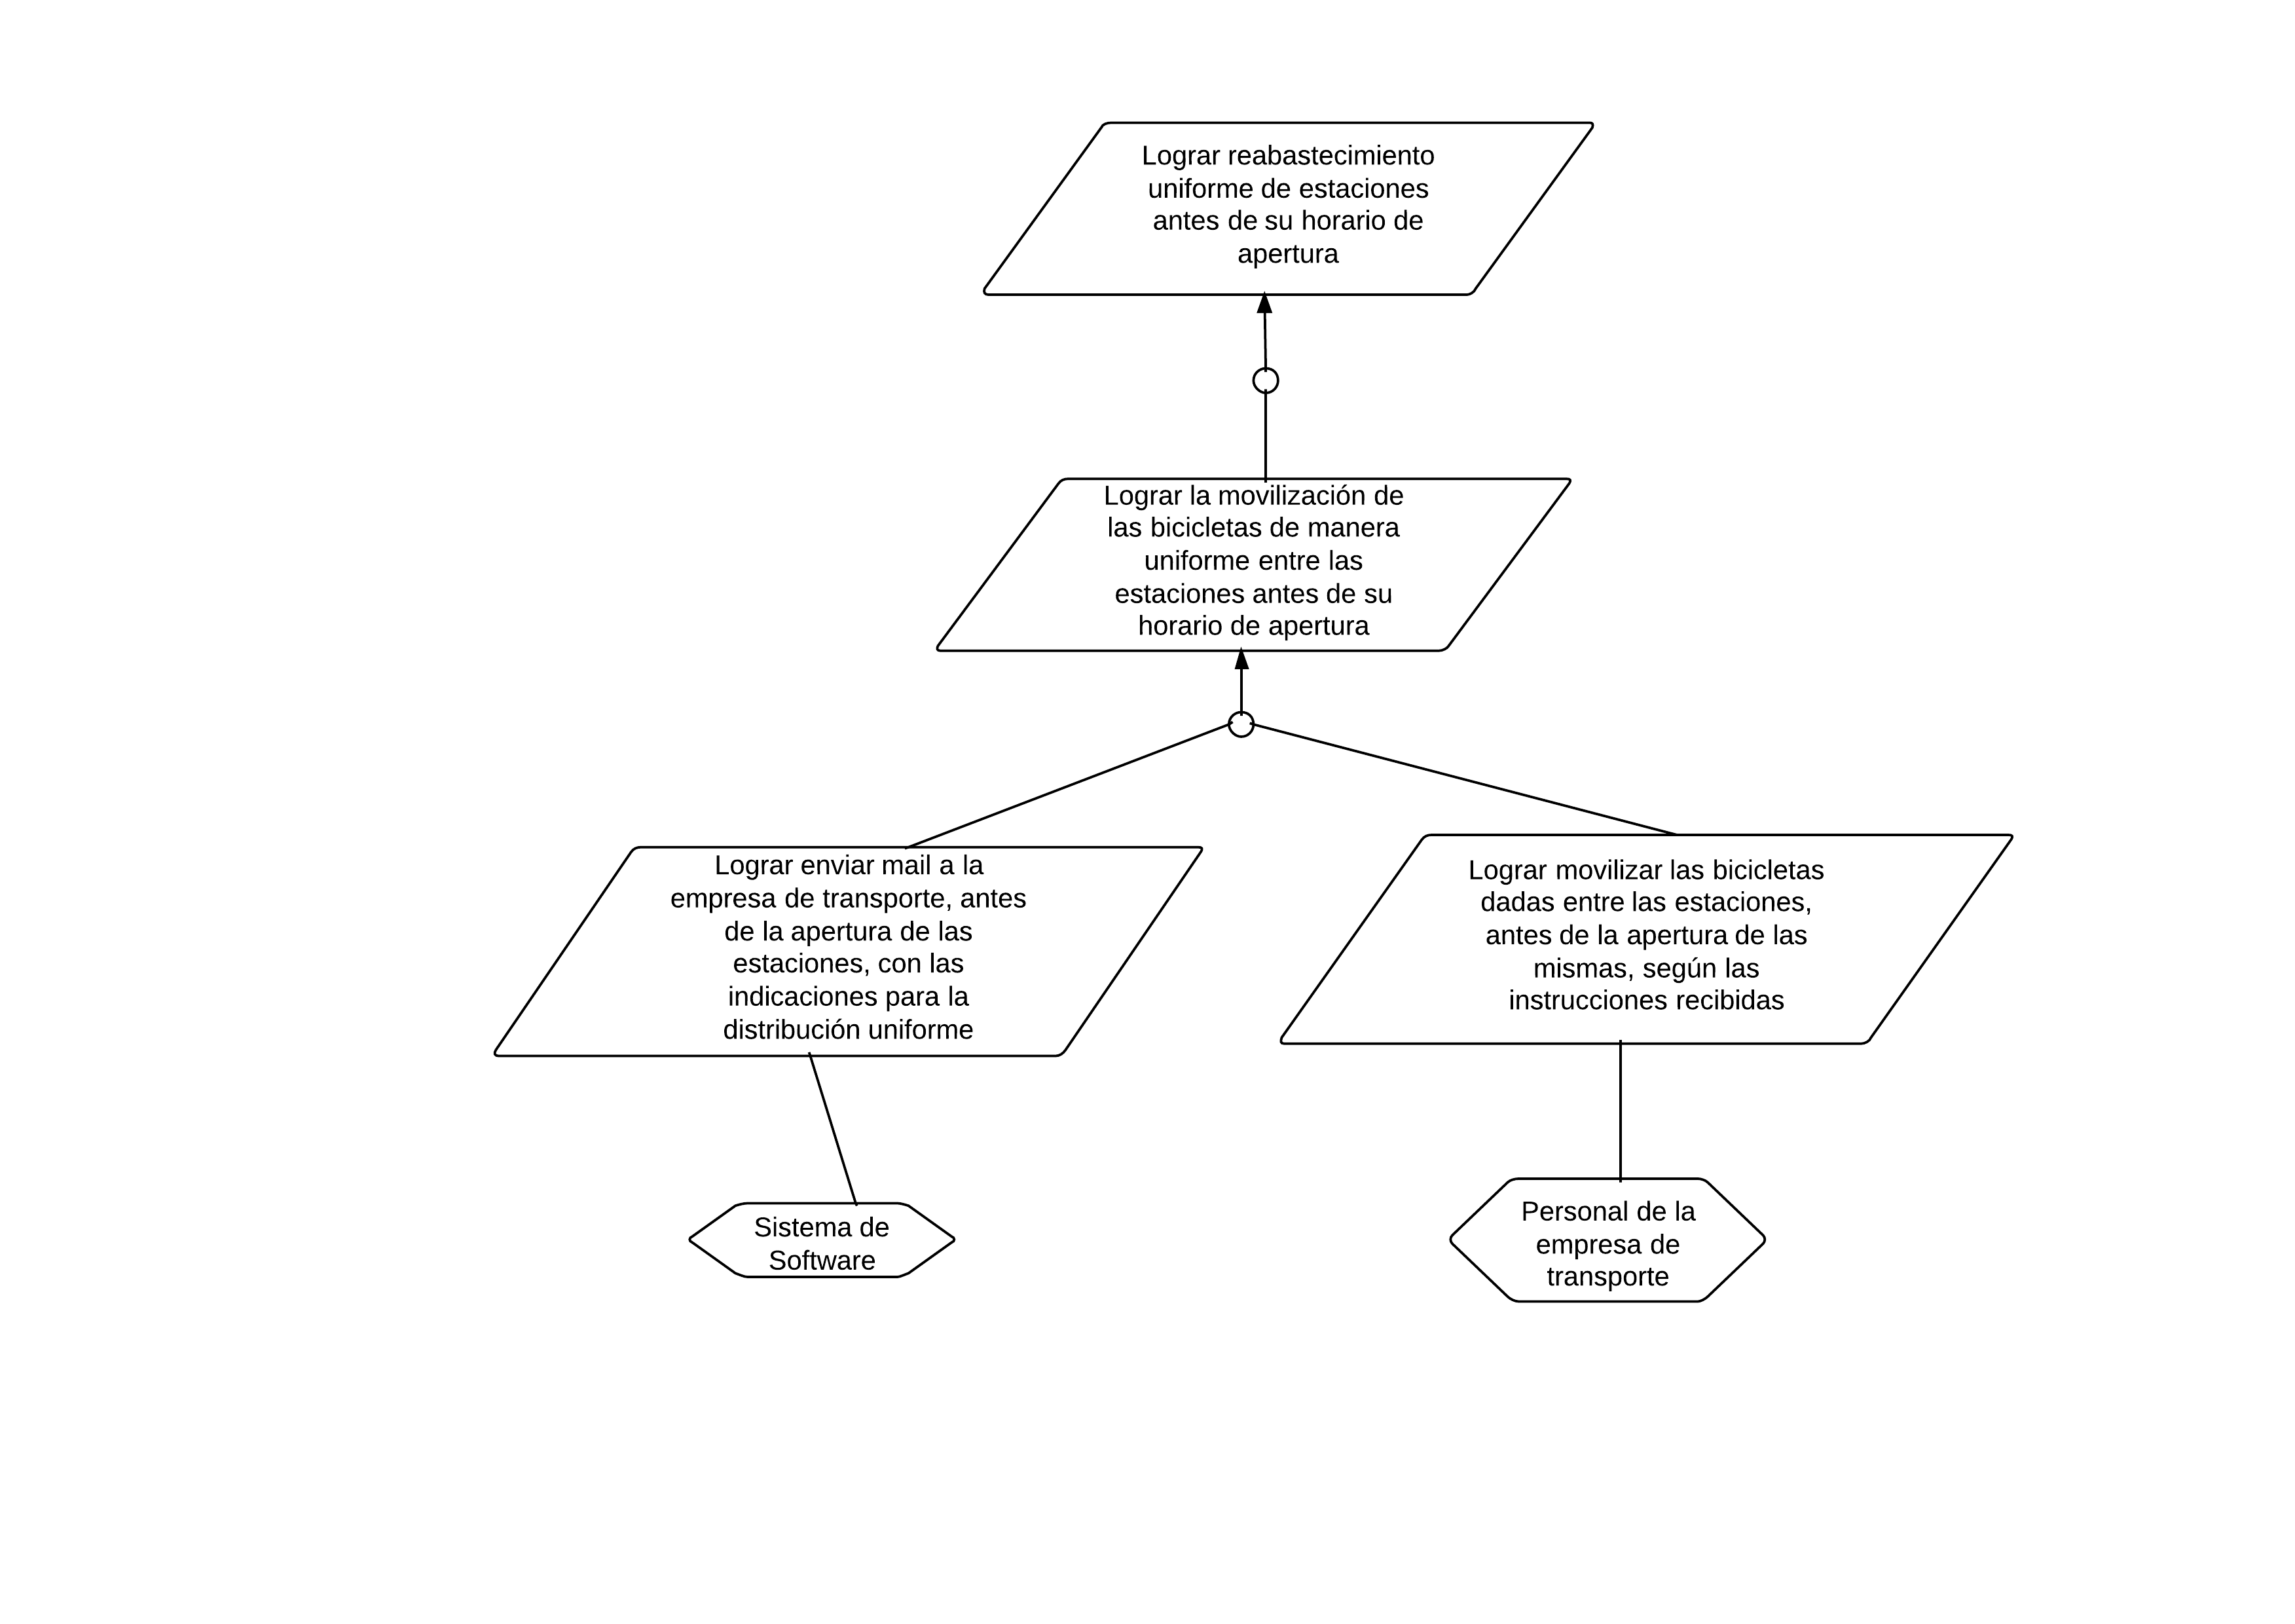 Lograr reabastecimiento
uniforme de estaciones
antes de su horario de
apertura
Lograr la movilización de
las bicicletas de manera
uniforme entre las
estaciones antes de su
horario de apertura
Lograr enviar mail a la
empresa de transporte, antes
de la apertura de las
estaciones, con las
indicaciones para la
distribución uniforme
Lograr movilizar las bicicletas
dadas entre las estaciones,
antes de la apertura de las
mismas, según las
instrucciones recibidas
Sistema de
Software
Personal de la
empresa de
transporte